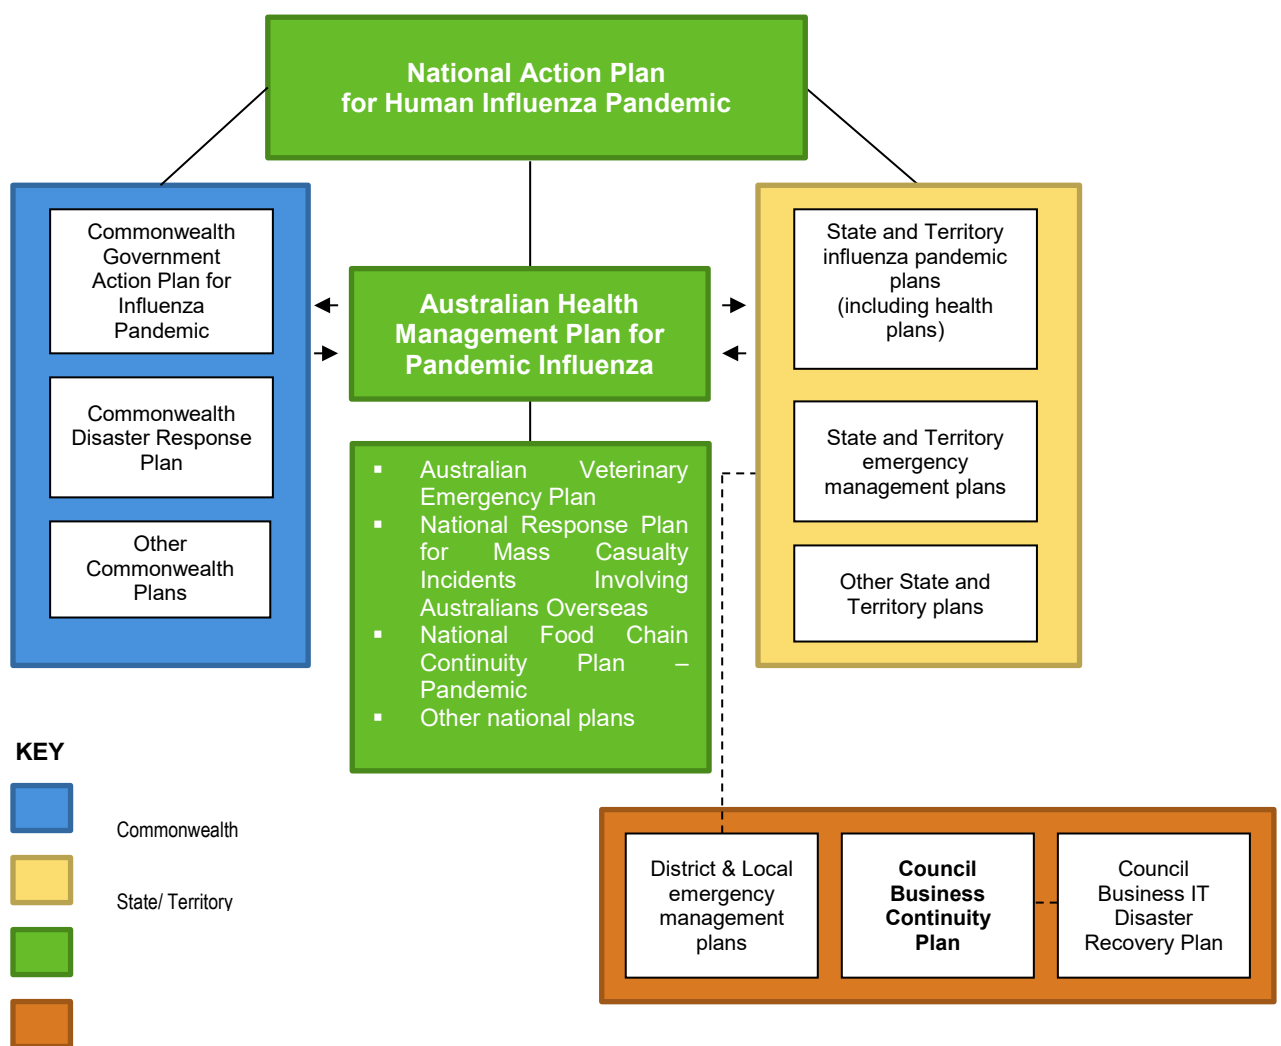 National Action Plan
for Human Influenza Pandemic
Commonwealth
Government
Action Plan for
Influenza
Pandemic
Commonwealth
Disaster Response
Plan
Other
Commonwealth
Plans
Australian Health
Management Plan for
Pandemic Influenza
▪ Australian Veterinary
Emergency Plan
▪ National Response Plan
for Mass Casualty
Incidents Involving
Australians Overseas
▪ National Food Chain
Continuity Plan –
Pandemic
▪ Other national plans
State and Territory
influenza pandemic
plans
(including health
plans)
State and Territory
emergency
management plans
Other State and
Territory plans
KEY
Commonwealth
State/ Territory
District & Local
emergency
management
plans
Council
Business
Continuity
Plan
Council
Business IT
Disaster
Recovery Plan